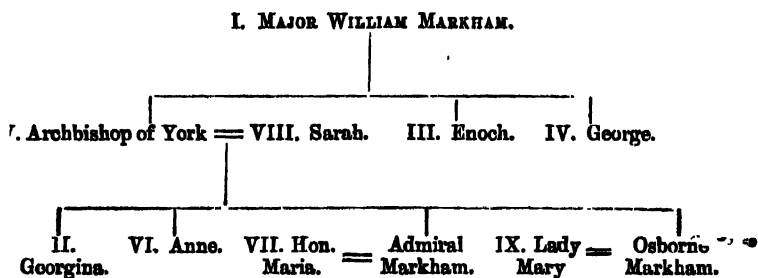 I. MAJOR WILLIAM MARKHAM.
. Archbishop of York = VIII. Sarah. III. Enoch. IV. George.
II. Georgina. VI. Anne. VII. Hon. Maria. = Admiral Markham. IX. Lady Mary = Osborne Markham.